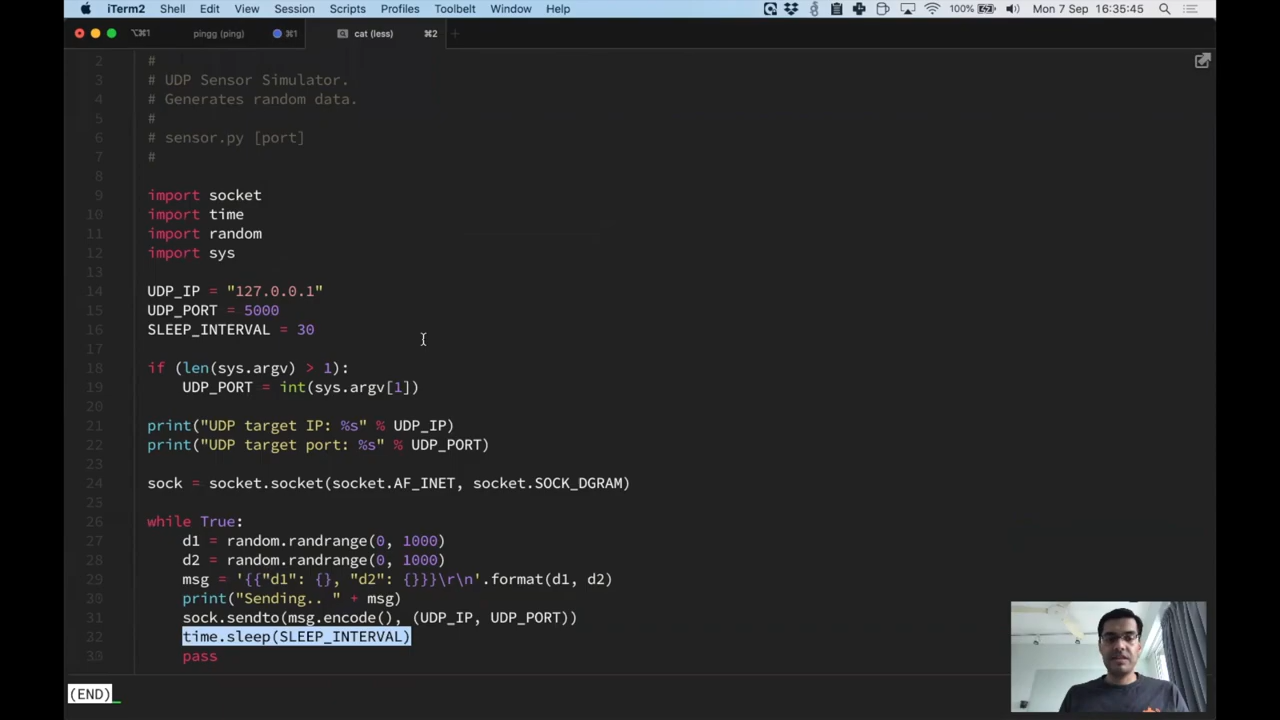 iTerm2 Shell Edit View Session Scripts Profiles Toolbelt Window Help 100% Mon 7 Sep 16:35:45
⌥⌘1 pingg (ping) ⌘1 cat (less) ⌘2 +
2 #
3 # UDP Sensor Simulator.
4 # Generates random data.
5 #
6 # sensor.py [port]
7 #
8
9 import socket
10 import time
11 import random
12 import sys
13
14 UDP_IP = "127.0.0.1"
15 UDP_PORT = 5000
16 SLEEP_INTERVAL = 30
17
18 if (len(sys.argv) > 1):
19     UDP_PORT = int(sys.argv[1])
20
21 print("UDP target IP: %s" % UDP_IP)
22 print("UDP target port: %s" % UDP_PORT)
23
24 sock = socket.socket(socket.AF_INET, socket.SOCK_DGRAM)
25
26 while True:
27     d1 = random.randrange(0, 1000)
28     d2 = random.randrange(0, 1000)
29     msg = '{{"d1": {}, "d2": {}}}\r\n'.format(d1, d2)
30     print("Sending.. " + msg)
31     sock.sendto(msg.encode(), (UDP_IP, UDP_PORT))
32     time.sleep(SLEEP_INTERVAL)
33     pass
(END)